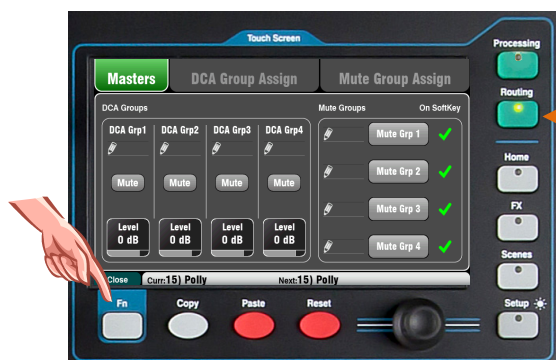 Touch Screen
Processing
Masters DCA Group Assign Mute Group Assign
Routing
DCA Groups Mute Groups On SoftKey
DCA Grp1 DCA Grp2 DCA Grp3 DCA Grp4
Mute Grp 1
Home
Mute Grp 2
Mute Mute Mute Mute
FX
Mute Grp 3
Level Level Level Level
0 dB 0 dB 0 dB 0 dB
Mute Grp 4
Scenes
Close Curr:15) Polly Next:15) Polly
Fn Copy Paste Reset
Setup